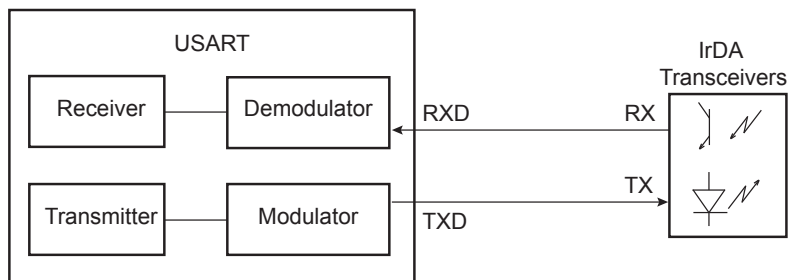 USART
IrDA
Transceivers
Receiver
Demodulator
RXD
RX
Transmitter
Modulator
TXD
TX